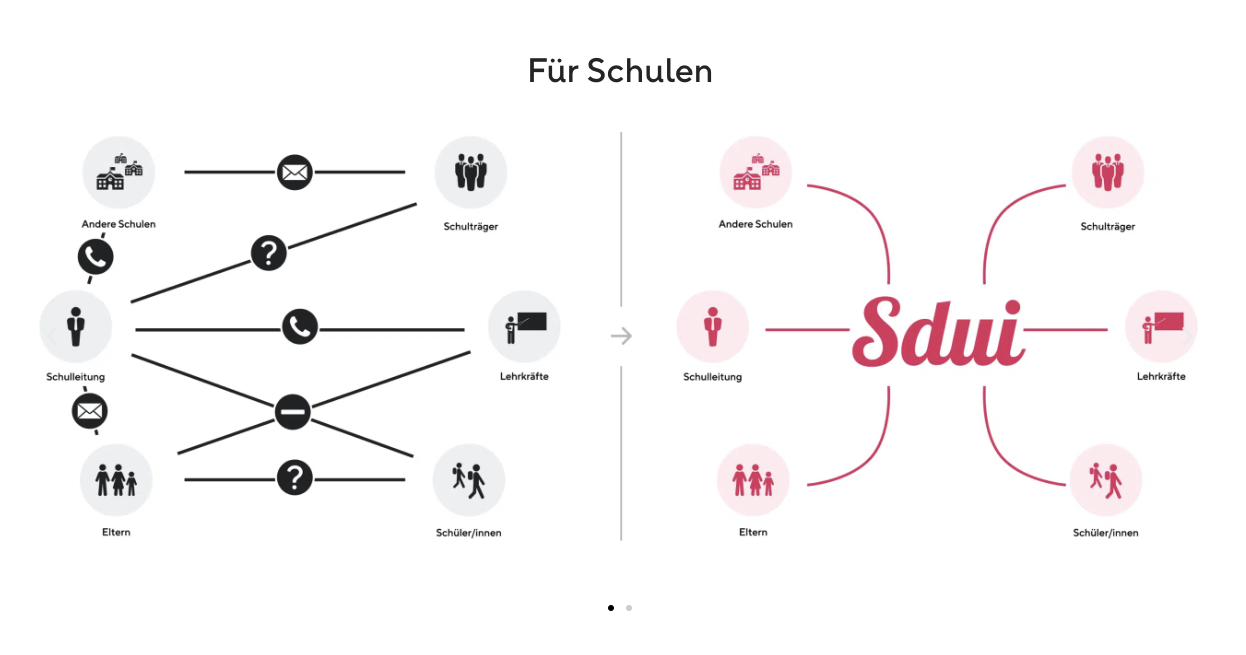 Für Schulen
Andere Schulen
Schulträger
?
Schulleitung
Lehrkräfte
?
Eltern
Schüler/innen
Andere Schulen
Schulträger
Sdui
Schulleitung
Lehrkräfte
Eltern
Schüler/innen